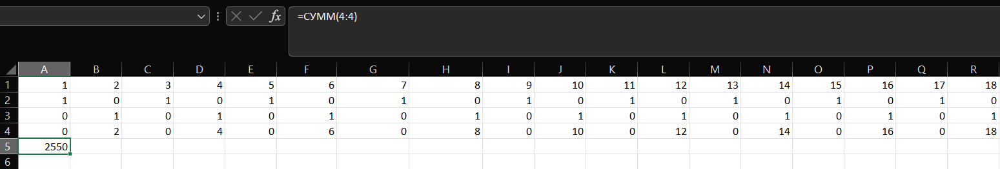 fx =СУММ(4:4)
A B C D E F G H I J K L M N O P Q R
1 1 2 3 4 5 6 7 8 9 10 11 12 13 14 15 16 17 18
2 1 0 1 0 1 0 1 0 1 0 1 0 1 0 1 0 1 0
3 0 1 0 1 0 1 0 1 0 1 0 1 0 1 0 1 0 1
4 0 2 0 4 0 6 0 8 0 10 0 12 0 14 0 16 0 18
5 2550
6